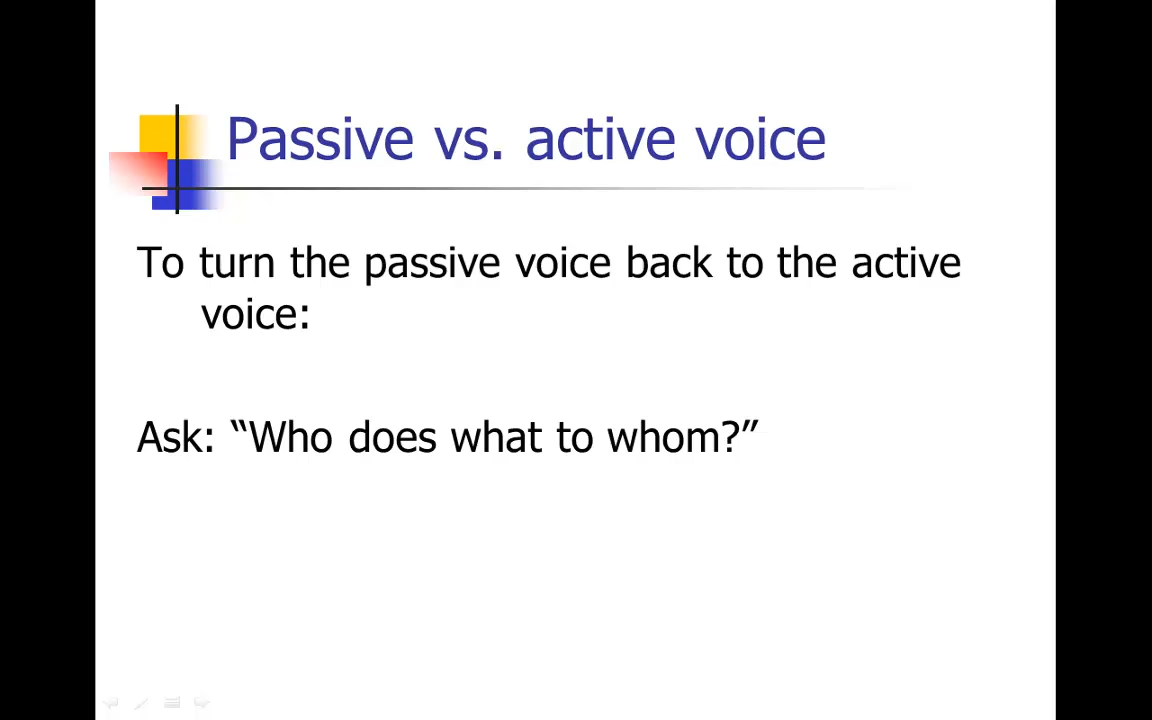 Passive vs. active voice
To turn the passive voice back to the active
voice:
Ask: “Who does what to whom?”